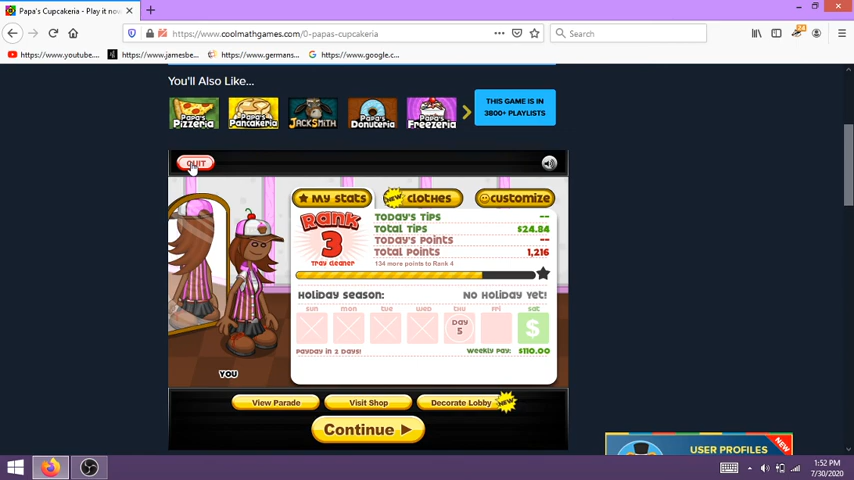 Papa's Cupcakeria - Play it now
https://www.coolmathgames.com/0-papas-cupcakeria
Search
https://www.youtube....
https://www.jamesbe...
https://www.germans...
https://www.google.c...
You'll Also Like...
Papa's Pizzeria
Papa's Pancakeria
JackSmith
Papa's Donuteria
Papa's Freezeria
THIS GAME IS IN
3800+ PLAYLISTS
QUIT
My Stats
NEW
Clothes
Customize
Rank
3
Tray Cleaner
Today's Tips --
Total Tips $24.84
Today's Points --
Total Points 1,216
134 more points to Rank 4
Holiday Season: No Holiday Yet!
Sun Mon Tue Wed Thu Fri Sat
Day
5
$
Payday in 2 Days! Weekly Pay: $110.00
YOU
View Parade
Visit Shop
Decorate Lobby
NEW
Continue
USER PROFILES
NEW
1:52 PM
7/30/2020